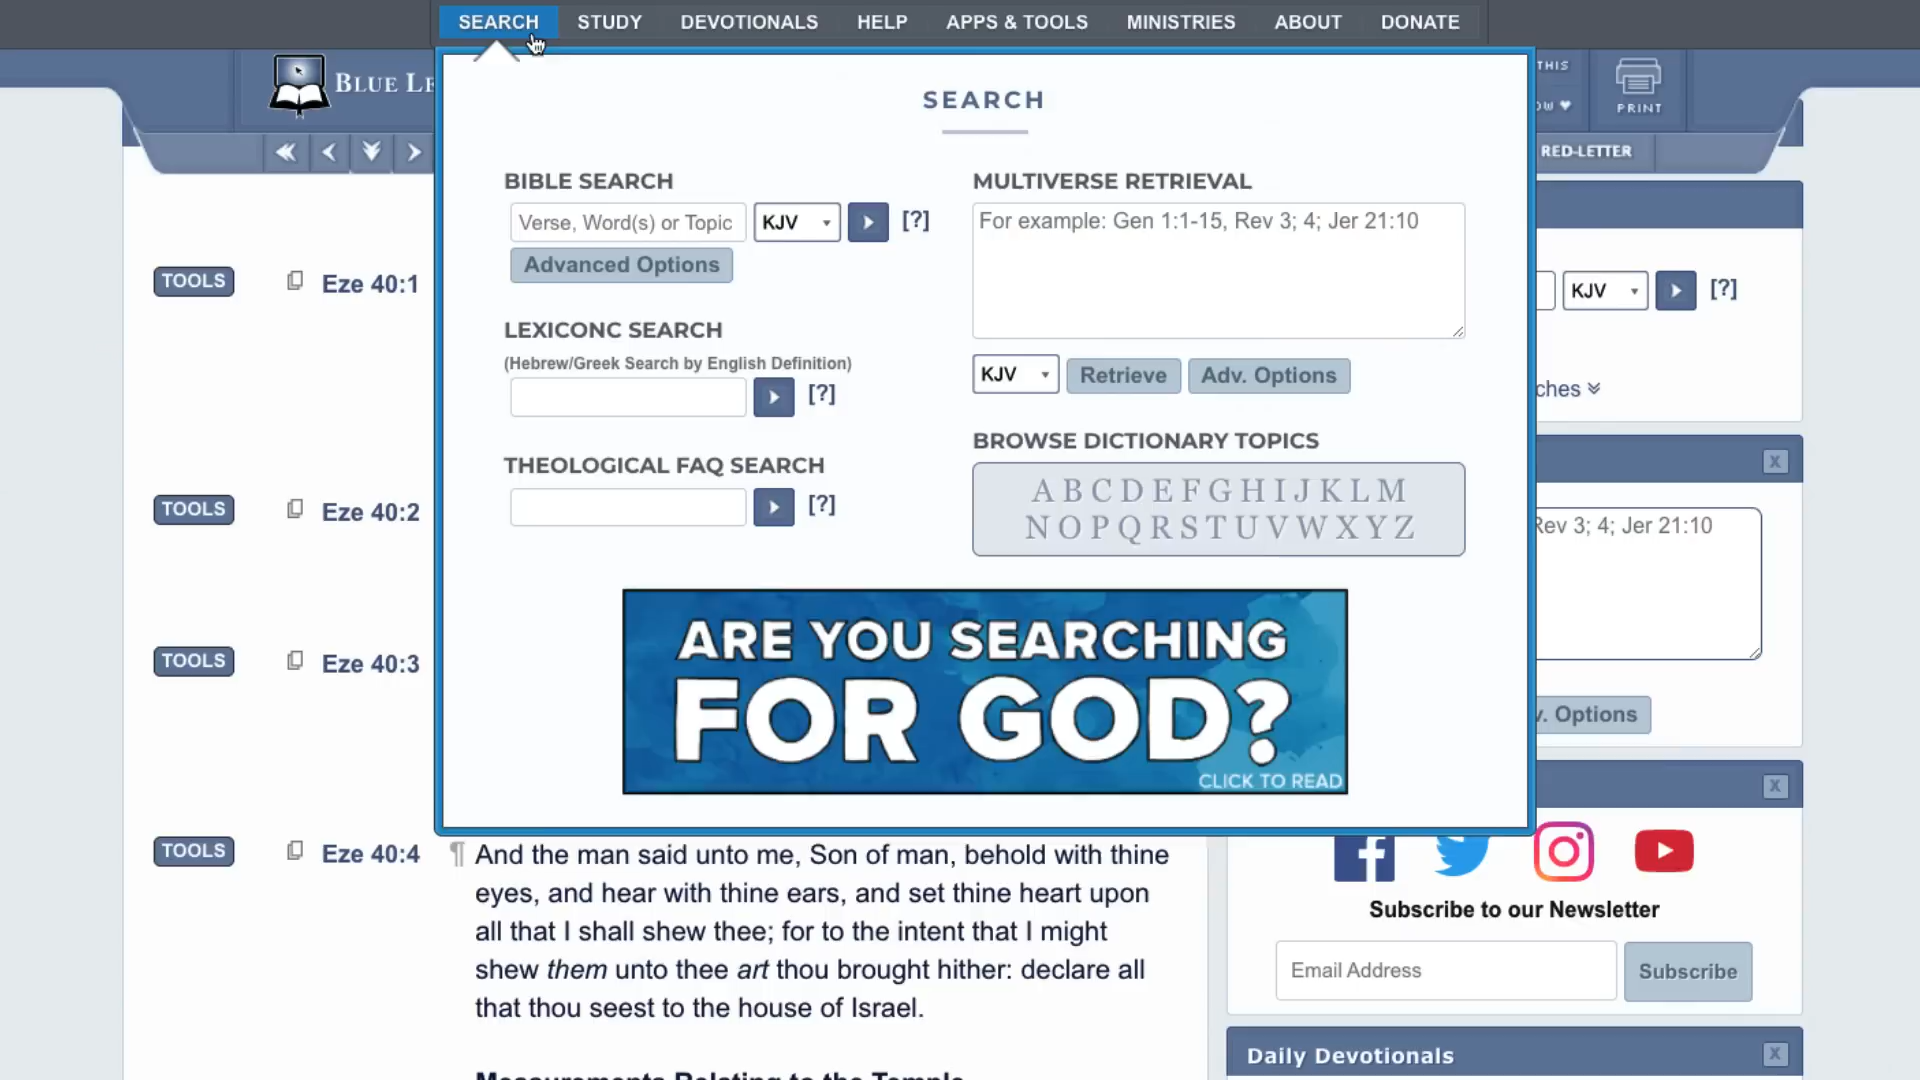 SEARCH STUDY DEVOTIONALS HELP APPS & TOOLS MINISTRIES ABOUT DONATE
BLUE LE
THIS
OW ♥
PRINT
RED-LETTER
SEARCH
BIBLE SEARCH
Verse, Word(s) or Topic KJV [?]
Advanced Options
LEXICONC SEARCH
(Hebrew/Greek Search by English Definition)
[?]
THEOLOGICAL FAQ SEARCH
[?]
MULTIVERSE RETRIEVAL
For example: Gen 1:1-15, Rev 3; 4; Jer 21:10
KJV Retrieve Adv. Options
BROWSE DICTIONARY TOPICS
A B C D E F G H I J K L M
N O P Q R S T U V W X Y Z
ARE YOU SEARCHING
FOR GOD?
CLICK TO READ
TOOLS Eze 40:1
TOOLS Eze 40:2
TOOLS Eze 40:3
TOOLS Eze 40:4 ¶ And the man said unto me, Son of man, behold with thine
eyes, and hear with thine ears, and set thine heart upon
all that I shall shew thee; for to the intent that I might
shew them unto thee art thou brought hither: declare all
that thou seest to the house of Israel.
Measurements Relating to the Temple
KJV [?]
ches
X
Rev 3; 4; Jer 21:10
v. Options
X
Subscribe to our Newsletter
Email Address Subscribe
Daily Devotionals X